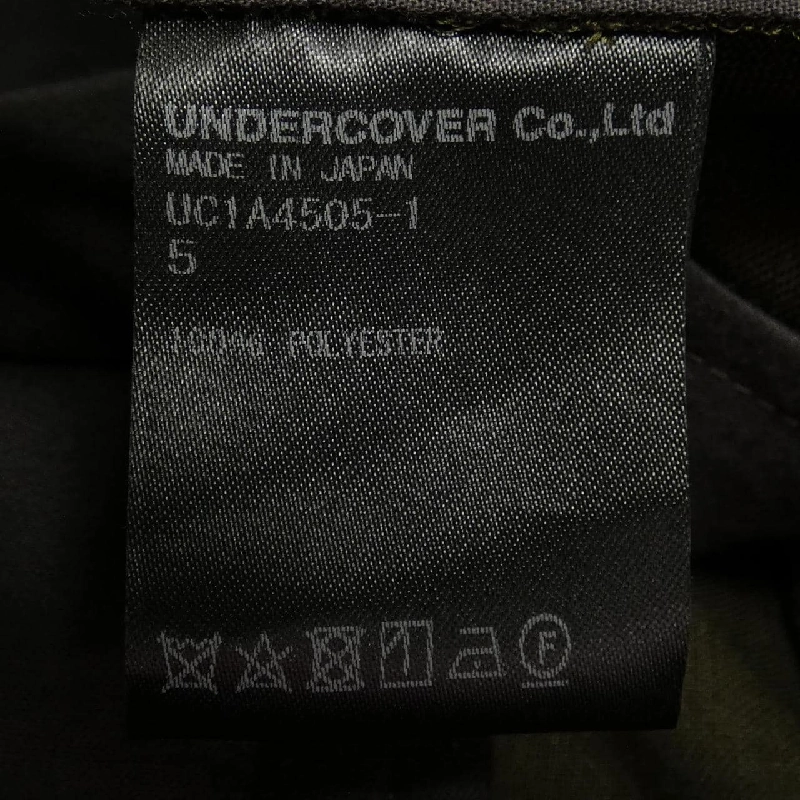 UNDERCOVER Co.,Ltd
MADE IN JAPAN
UC1A4505-1
5
100% POLYESTER
F